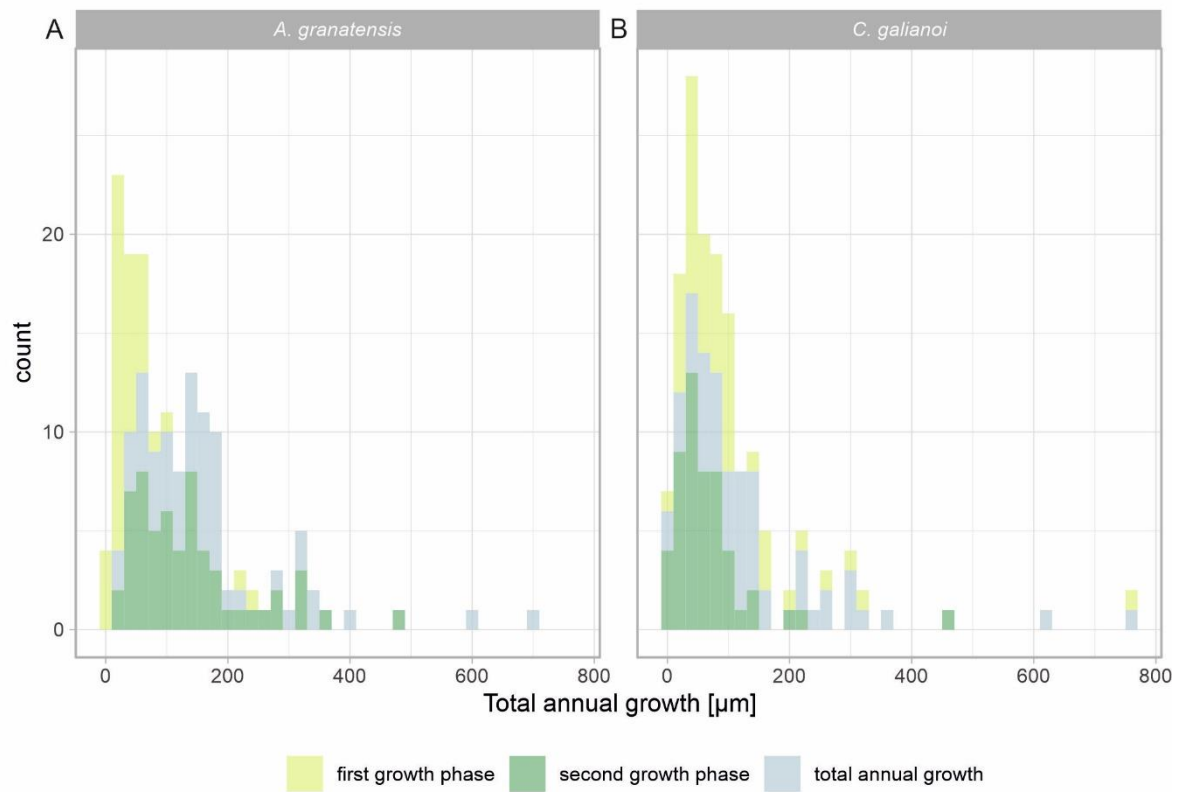 A
A. granatensis
B
C. galianoi
count
20
10
0
0 200 400 600 800
0 200 400 600 800
Total annual growth [µm]
first growth phase second growth phase total annual growth